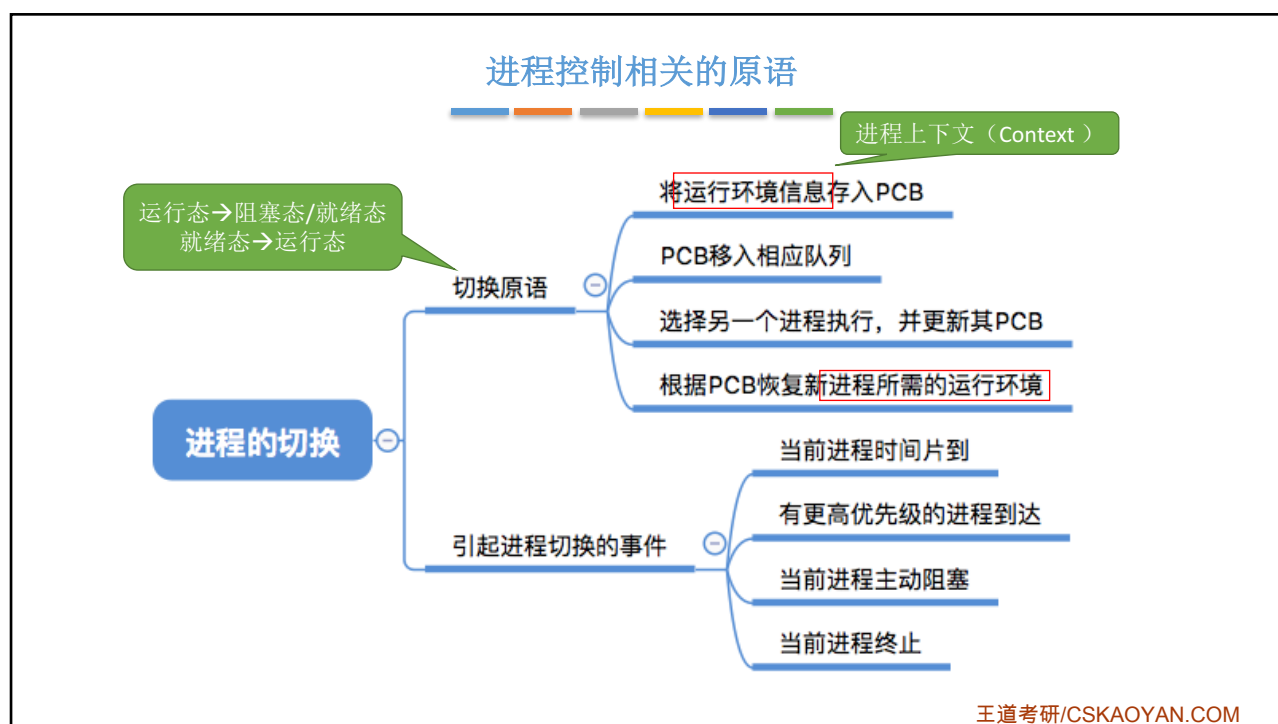 进程控制相关的原语
进程上下文（Context ）
将运行环境信息存入PCB
运行态→阻塞态/就绪态
就绪态→运行态
PCB移入相应队列
切换原语
选择另一个进程执行，并更新其PCB
根据PCB恢复新进程所需的运行环境
进程的切换
当前进程时间片到
有更高优先级的进程到达
引起进程切换的事件
当前进程主动阻塞
当前进程终止
王道考研/CSKAOYAN.COM